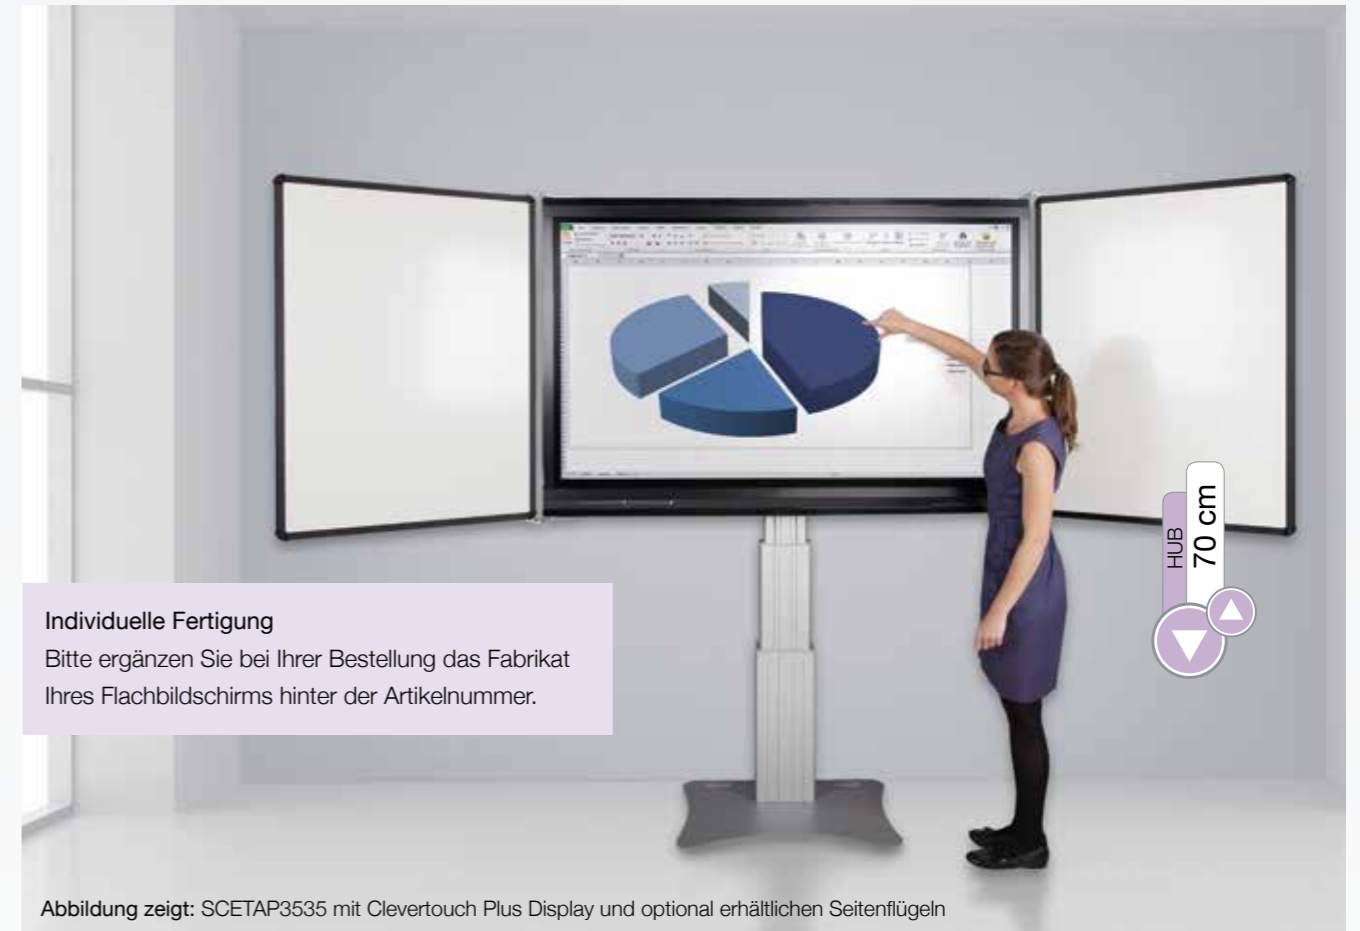 HUB
70 cm
Individuelle Fertigung
Bitte ergänzen Sie bei Ihrer Bestellung das Fabrikat
Ihres Flachbildschirms hinter der Artikelnummer.
Abbildung zeigt: SCETAP3535 mit Clevertouch Plus Display und optional erhältlichen Seitenflügeln